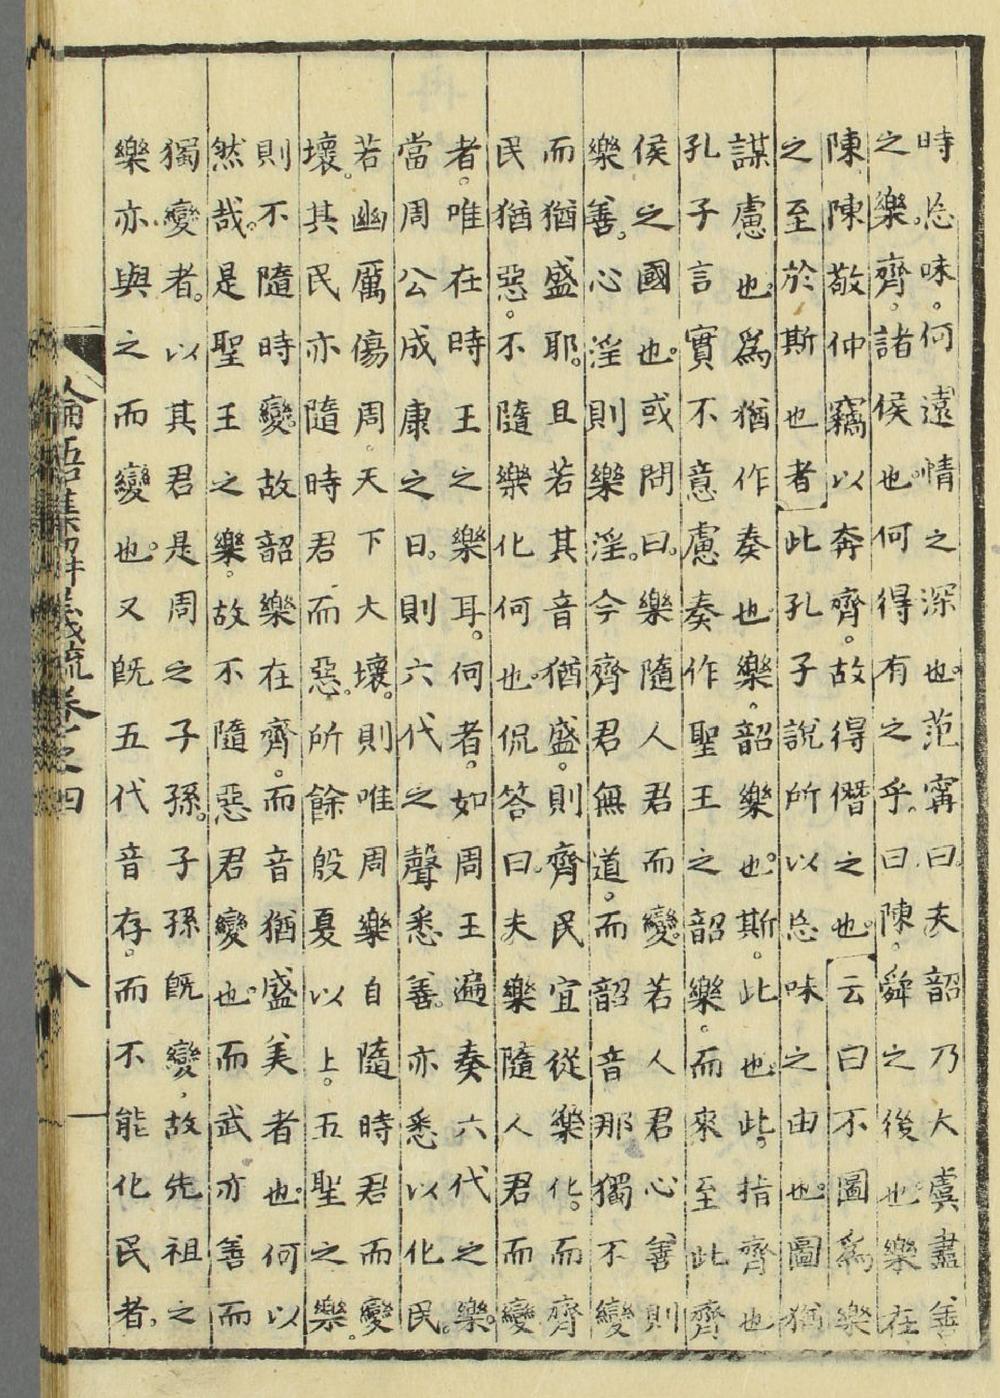 時忘味。何遠情之深也。范寗曰。夫韶乃大虞盡善
之樂。齊。諸侯也。何得有之乎。曰陳。舜之後也。樂在
陳。陳敬仲竊以奔齊。故得僭之也。「云曰不圖爲樂
之至於斯也者」此孔子說所以忘味之由也。圖猶
謀慮也。爲猶作奏也。樂。韶樂也。斯。此也。此。指齊也
孔子言實不意慮奏作聖王之韶樂。而來至此齊
侯之國也。或問曰。樂隨人君而變。若人君心善則
樂善。心淫則樂淫。今齊君無道。而韶音那獨不變
而猶盛耶。且若其音猶盛。則齊民宜從樂化。而齊
民猶惡。不隨樂化何也。侃答曰。夫樂隨人君而變
者。唯在時王之樂耳。何者。如周王遍奏六代之樂。
當周公成康之日。則六代之聲悉善。亦悉以化民。
若幽厲傷周。天下大壞。則唯周樂自隨時君而變
壞。其民亦隨時君而惡。所餘殷夏以上。五聖之樂。
則不隨時變。故韶樂在齊。而音猶盛美者也。何以
然哉。是聖王之樂。故不隨惡君變也。而武亦善而
獨變者。以其君是周之子孫。子孫既變。故先祖之
樂亦與之而變也。又既五代音存。而不能化民者。
論語集解義疏卷之四
八